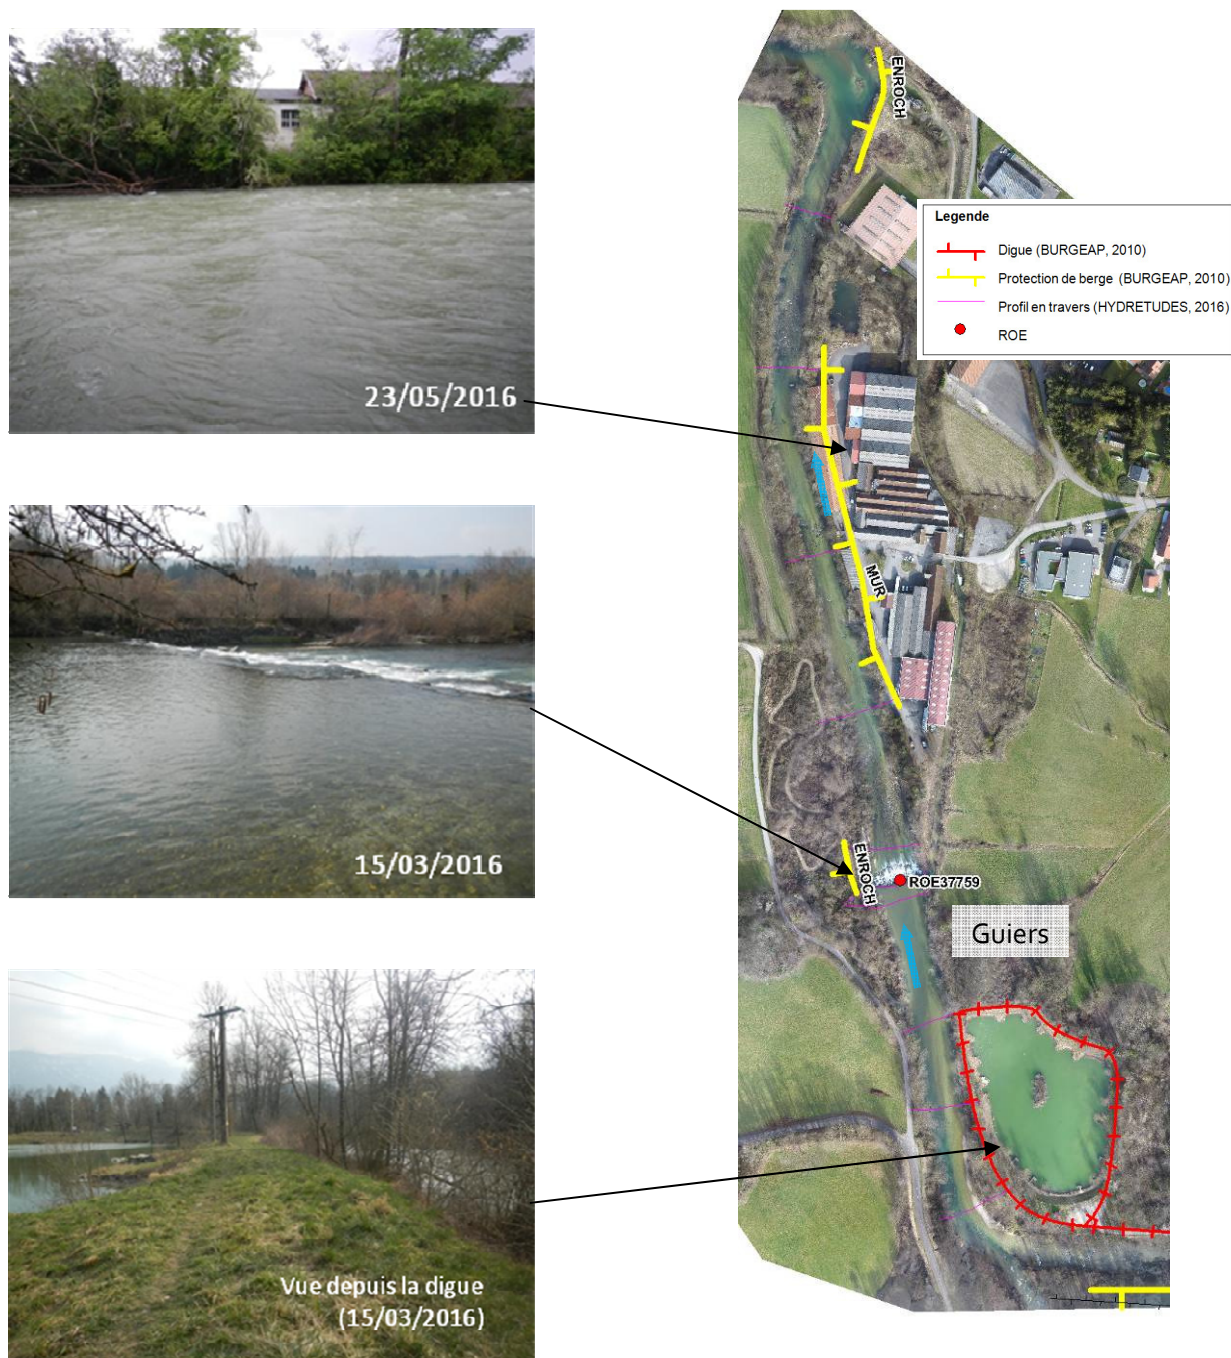 23/05/2016
15/03/2016
Vue depuis la digue
(15/03/2016)
ENROCH
Legende
Digue (BURGEAP, 2010)
Protection de berge (BURGEAP, 2010)
Profil en travers (HYDRETUDES, 2016)
ROE
MUR
ENROCH
ROE37759
Guiers